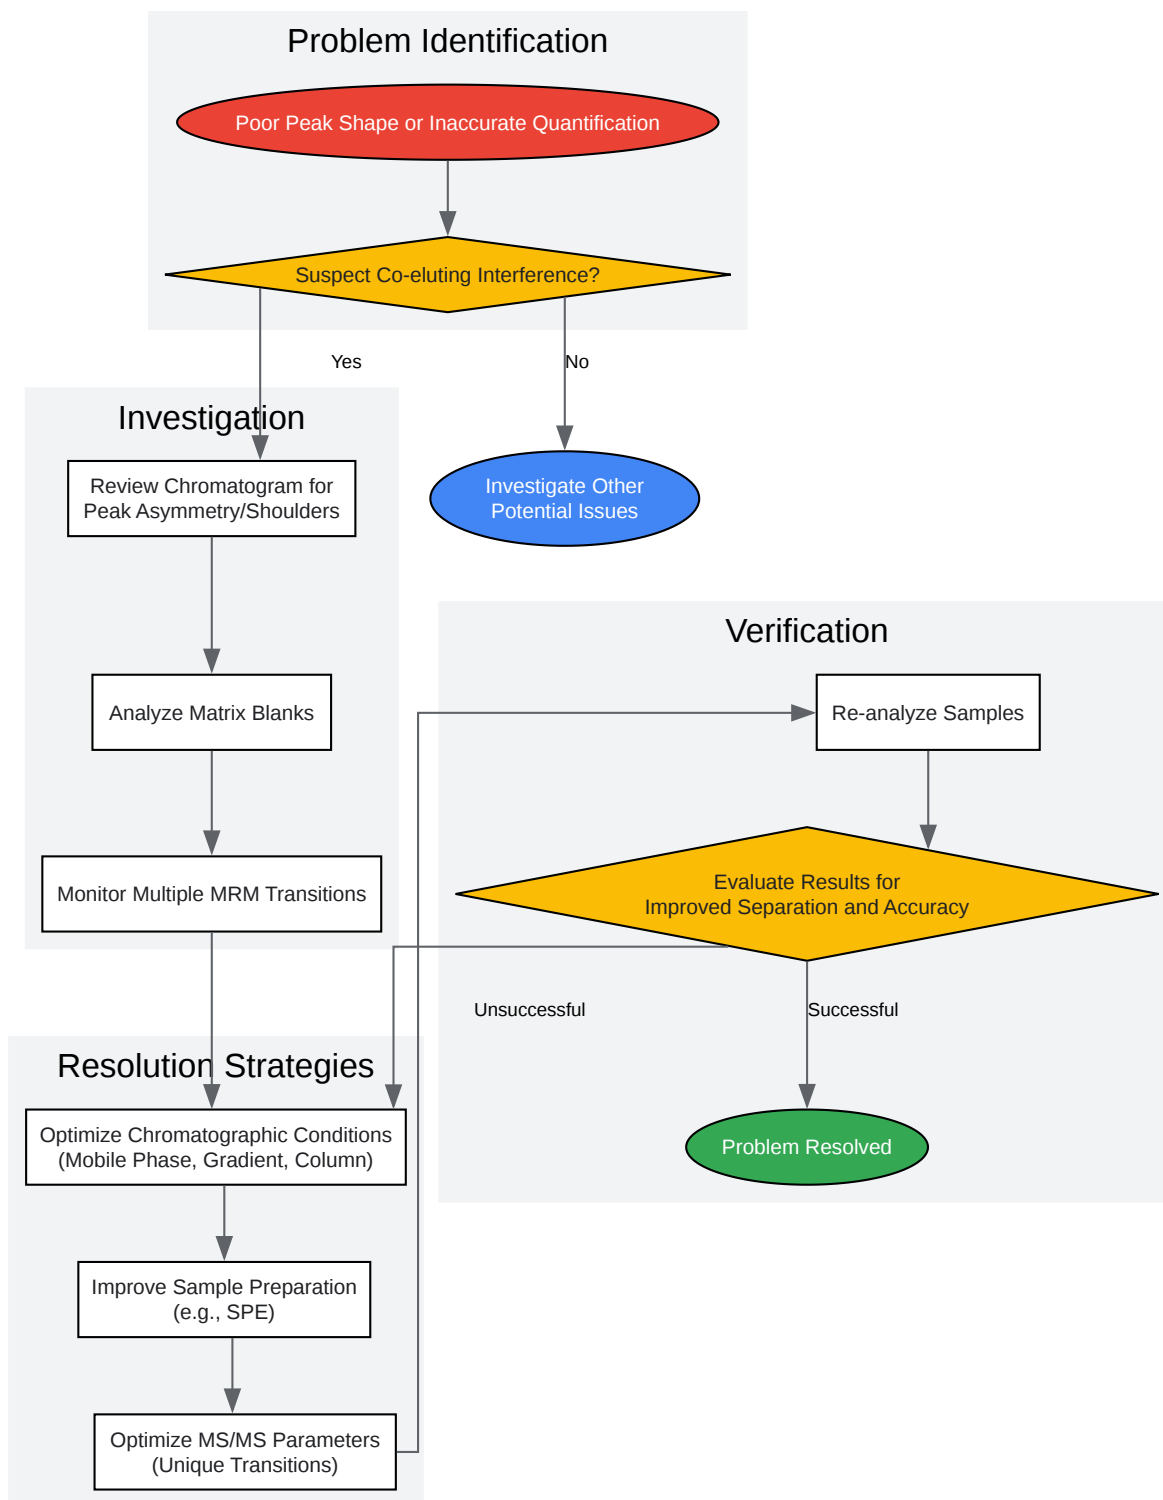 Problem Identification
Poor Peak Shape or Inaccurate Quantification
Suspect Co-eluting Interference?
Yes
No
Investigation
Review Chromatogram for
Peak Asymmetry/Shoulders
Investigate Other
Potential Issues
Analyze Matrix Blanks
Monitor Multiple MRM Transitions
Verification
Re-analyze Samples
Evaluate Results for
Improved Separation and Accuracy
Unsuccessful
Successful
Problem Resolved
Resolution Strategies
Optimize Chromatographic Conditions
(Mobile Phase, Gradient, Column)
Improve Sample Preparation
(e.g., SPE)
Optimize MS/MS Parameters
(Unique Transitions)